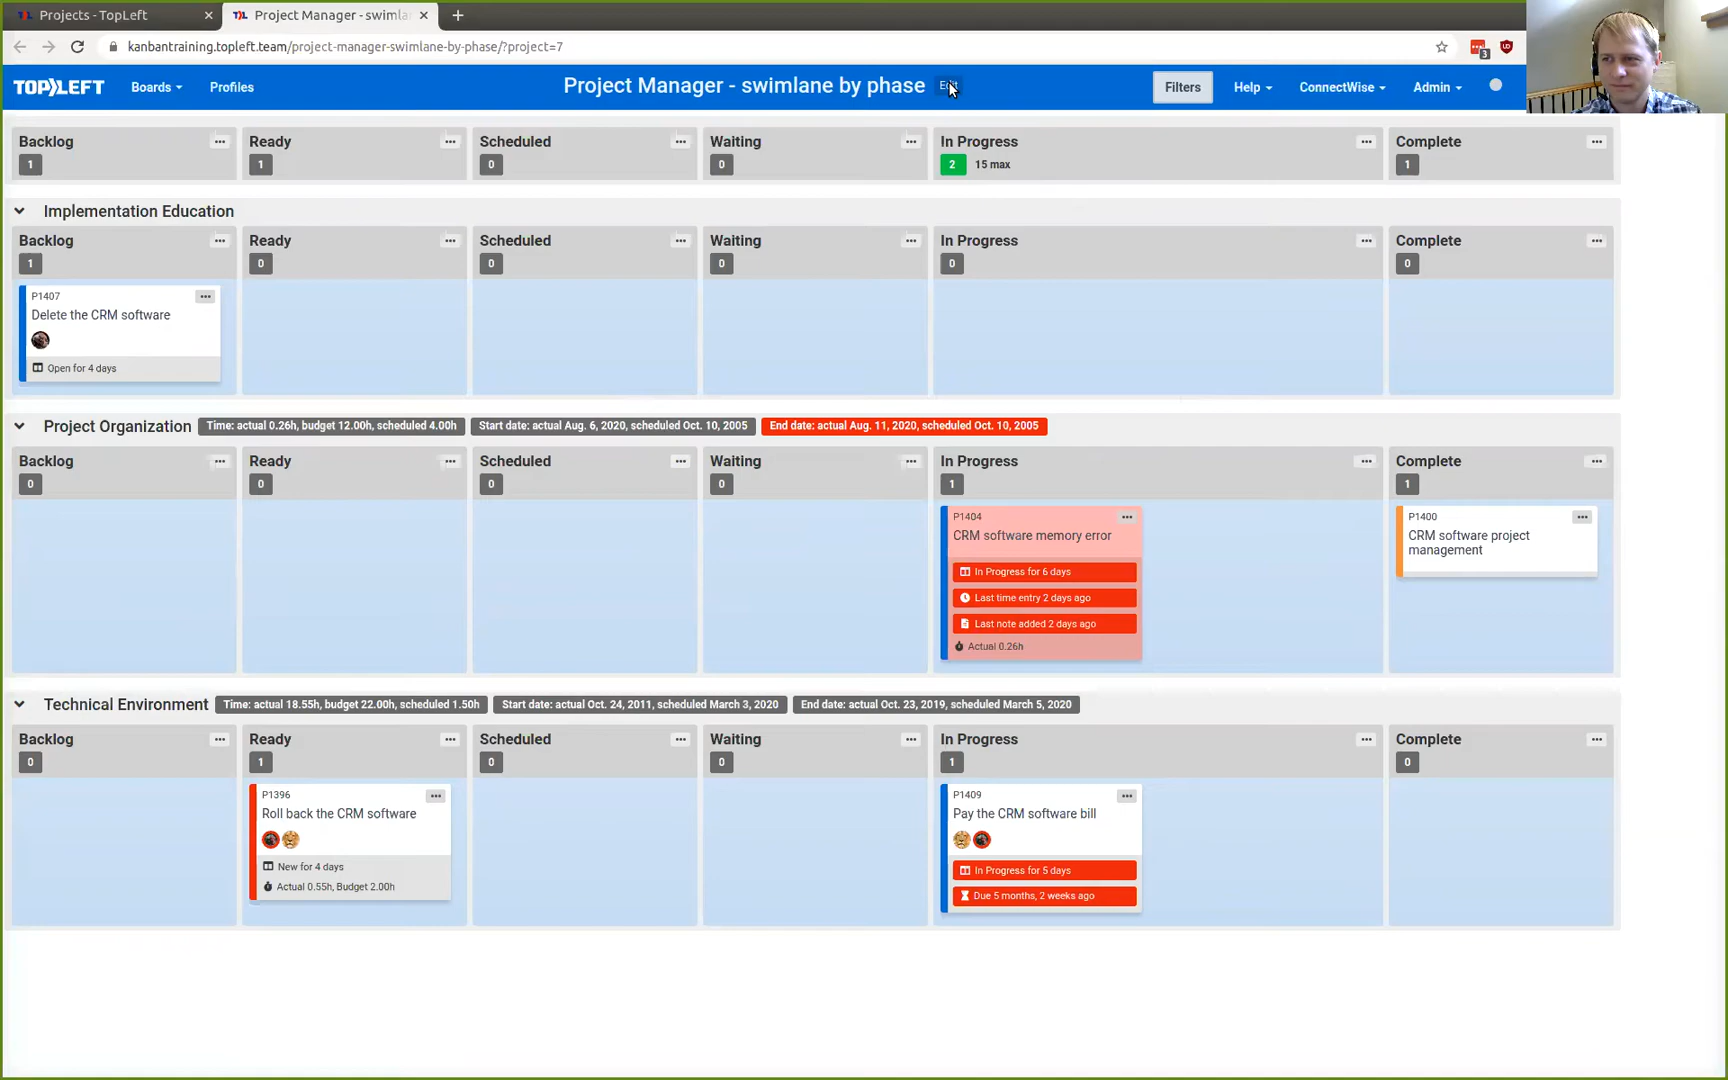 Projects - TopLeft
Project Manager - swimla
kanbantraining.topleft.team/project-manager-swimlane-by-phase/?project=7
3
TOP LEFT
Boards
Profiles
Project Manager - swimlane by phase
Filters
Help
ConnectWise
Admin
Backlog
1
Ready
1
Scheduled
0
Waiting
0
In Progress
2 15 max
Complete
1
Implementation Education
Backlog
1
Ready
0
Scheduled
0
Waiting
0
In Progress
0
Complete
0
P1407
Delete the CRM software
Open for 4 days
Project Organization
Time: actual 0.26h, budget 12.00h, scheduled 4.00h
Start date: actual Aug. 6, 2020, scheduled Oct. 10, 2005
End date: actual Aug. 11, 2020, scheduled Oct. 10, 2005
Backlog
0
Ready
0
Scheduled
0
Waiting
0
In Progress
1
Complete
1
P1404
CRM software memory error
In Progress for 6 days
Last time entry 2 days ago
Last note added 2 days ago
Actual 0.26h
P1400
CRM software project
management
Technical Environment
Time: actual 18.55h, budget 22.00h, scheduled 1.50h
Start date: actual Oct. 24, 2011, scheduled March 3, 2020
End date: actual Oct. 23, 2019, scheduled March 5, 2020
Backlog
0
Ready
1
Scheduled
0
Waiting
0
In Progress
1
Complete
0
P1396
Roll back the CRM software
New for 4 days
Actual 0.55h, Budget 2.00h
P1409
Pay the CRM software bill
In Progress for 5 days
Due 5 months, 2 weeks ago